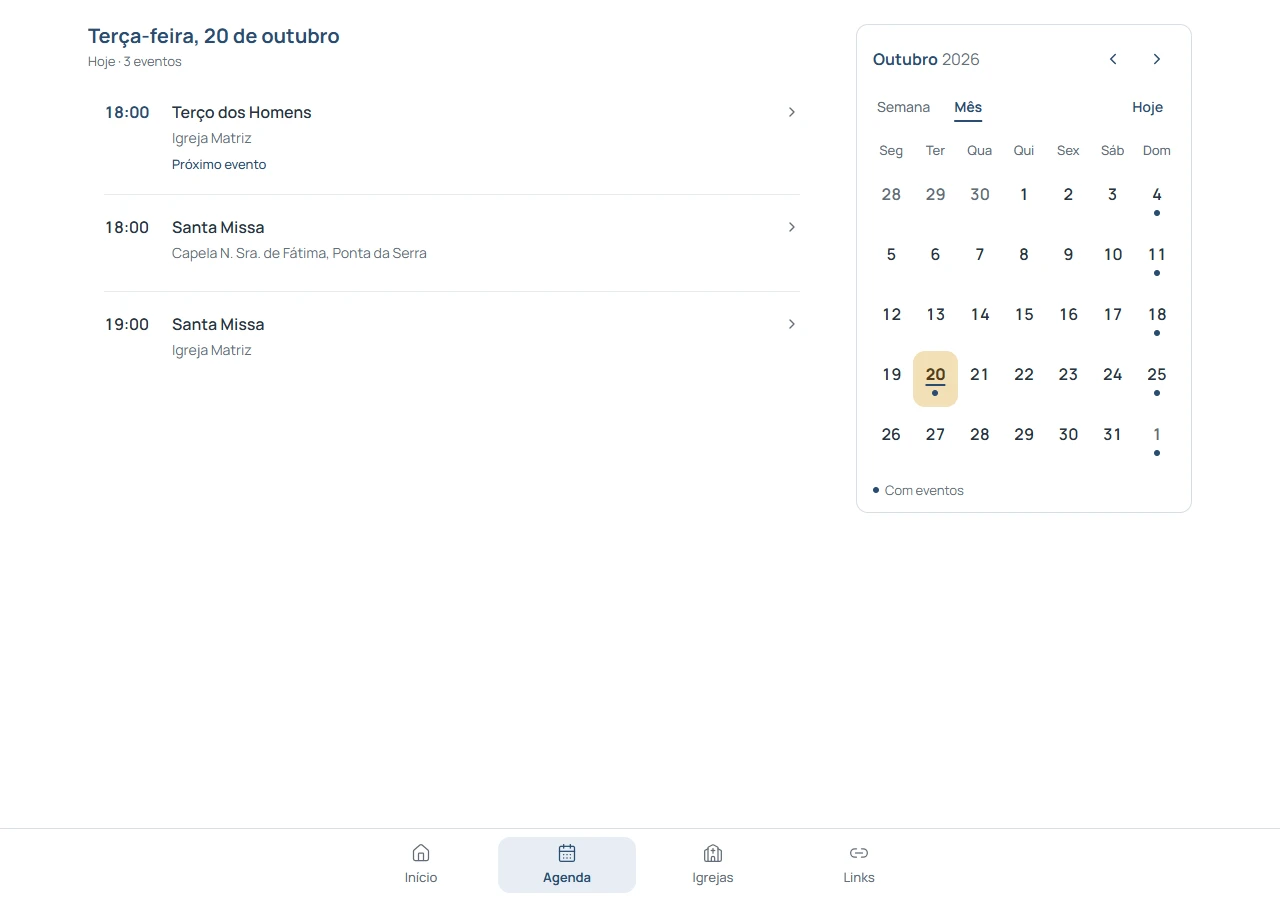 Terça-feira, 20 de outubro
Hoje · 3 eventos
18:00 Terço dos Homens
Igreja Matriz
Próximo evento
18:00 Santa Missa
Capela N. Sra. de Fátima, Ponta da Serra
19:00 Santa Missa
Igreja Matriz
Outubro 2026
Semana Mês Hoje
Seg Ter Qua Qui Sex Sáb Dom
28 29 30 1 2 3 4
5 6 7 8 9 10 11
12 13 14 15 16 17 18
19 20 21 22 23 24 25
26 27 28 29 30 31 1
Com eventos
Início Agenda Igrejas Links